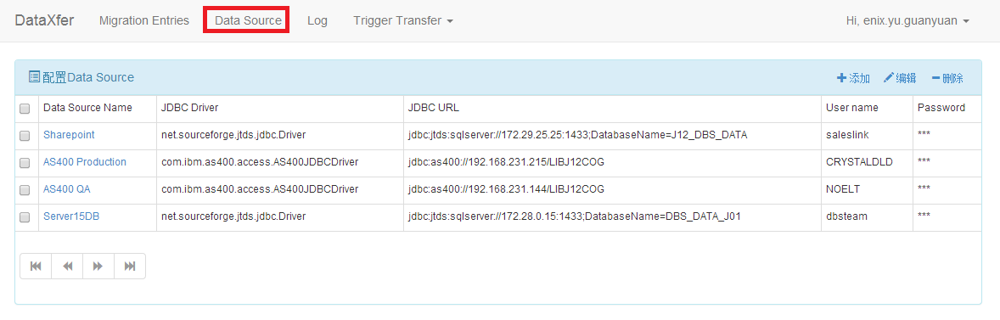 DataXfer Migration Entries Data Source Log Trigger Transfer Hi, enix.yu.guanyuan
配置Data Source 添加 编辑 删除
Data Source Name JDBC Driver JDBC URL User name Password
Sharepoint net.sourceforge.jtds.jdbc.Driver jdbc:jtds:sqlserver://172.29.25.25:1433;DatabaseName=J12_DBS_DATA saleslink ***
AS400 Production com.ibm.as400.access.AS400JDBCDriver jdbc:as400://192.168.231.215/LIBJ12COG CRYSTALDLD ***
AS400 QA com.ibm.as400.access.AS400JDBCDriver jdbc:as400://192.168.231.144/LIBJ12COG NOELT ***
Server15DB net.sourceforge.jtds.jdbc.Driver jdbc:jtds:sqlserver://172.28.0.15:1433;DatabaseName=DBS_DATA_J01 dbsteam ***